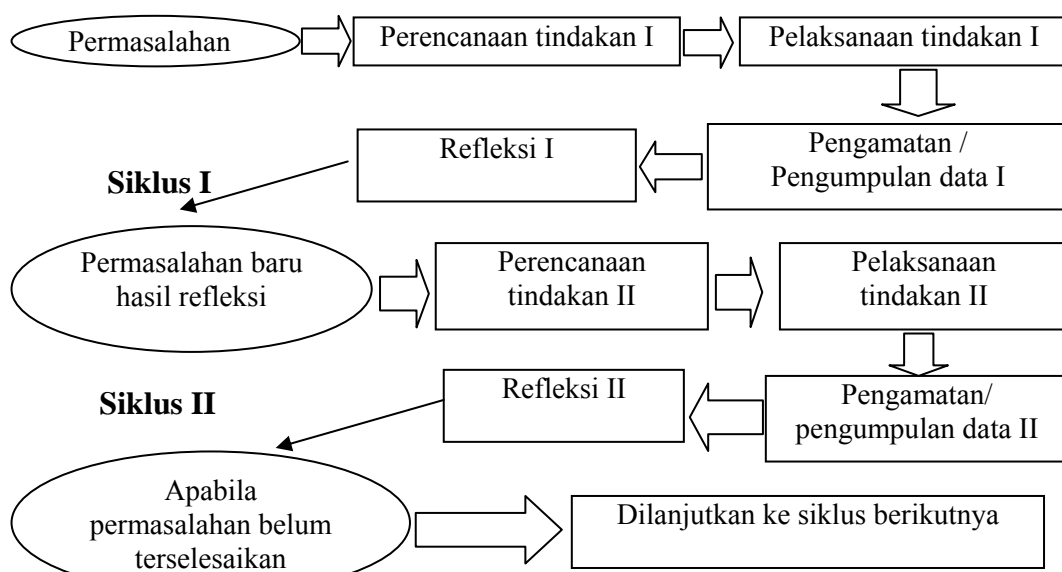 Permasalahan
Perencanaan tindakan I
Pelaksanaan tindakan I
Pengamatan /
Pengumpulan data I
Refleksi I
Siklus I
Permasalahan baru
hasil refleksi
Perencanaan
tindakan II
Pelaksanaan
tindakan II
Pengamatan/
pengumpulan data II
Refleksi II
Siklus II
Apabila
permasalahan belum
terselesaikan
Dilanjutkan ke siklus berikutnya